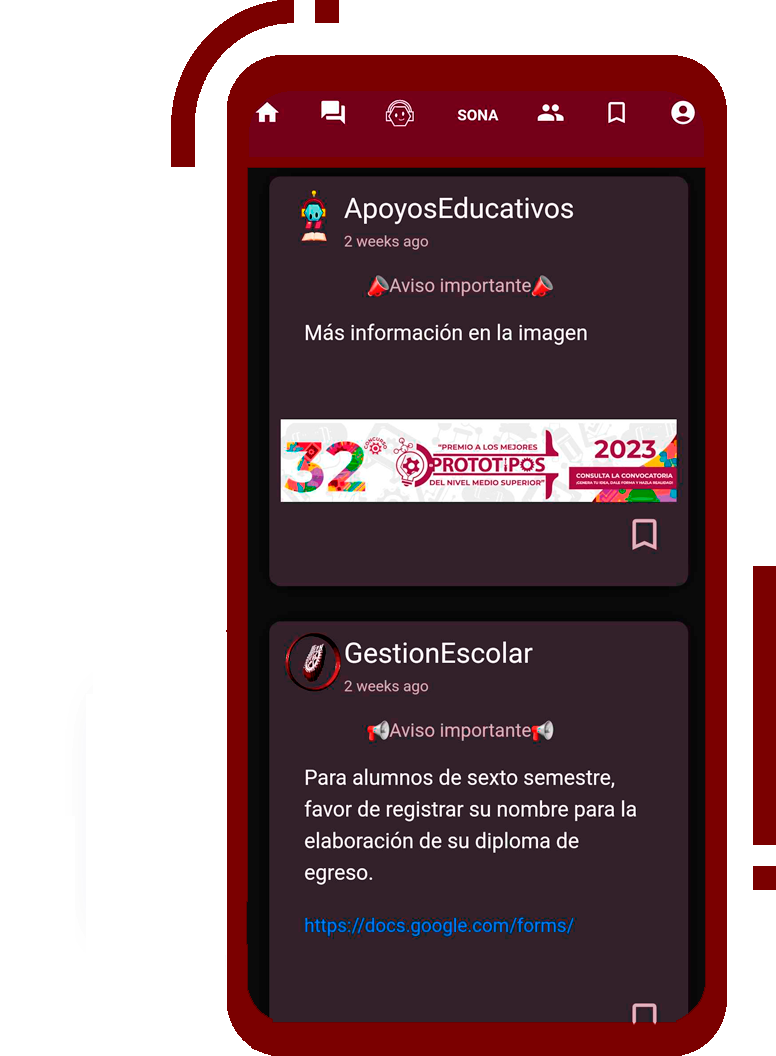 SONA
ApoyosEducativos
2 weeks ago
📣Aviso importante📣
Más información en la imagen
32 CONCURSO
"PREMIO A LOS MEJORES
PROTOTIPOS
DEL NIVEL MEDIO SUPERIOR"
2023
CONSULTA LA CONVOCATORIA
¡GENERA TU IDEA, DALE FORMA Y HAZLA REALIDAD!
GestionEscolar
2 weeks ago
📢Aviso importante📢
Para alumnos de sexto semestre,
favor de registrar su nombre para la
elaboración de su diploma de
egreso.
https://docs.google.com/forms/